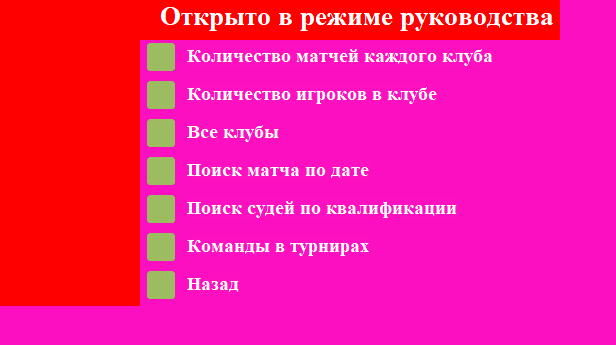 Открыто в режиме руководства
Количество матчей каждого клуба
Количество игроков в клубе
Все клубы
Поиск матча по дате
Поиск судей по квалификации
Команды в турнирах
Назад